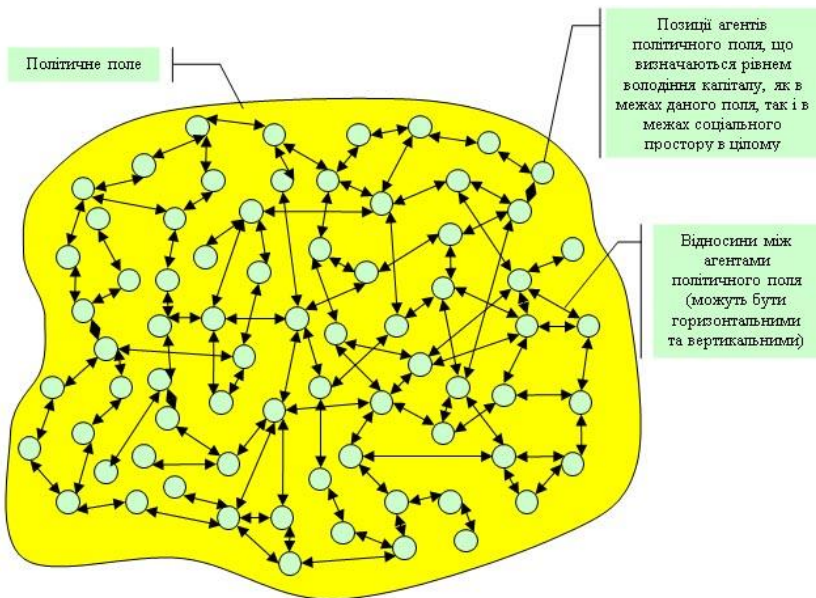 Політичне поле
Позиції агентів
політичного поля, що
визначаються рівнем
володіння капіталу, як в
межах даного поля, так і в
межах соціального
простору в цілому
Відносини між
агентами
політичного поля
(можуть бути
горизонтальними
та вертикальними)